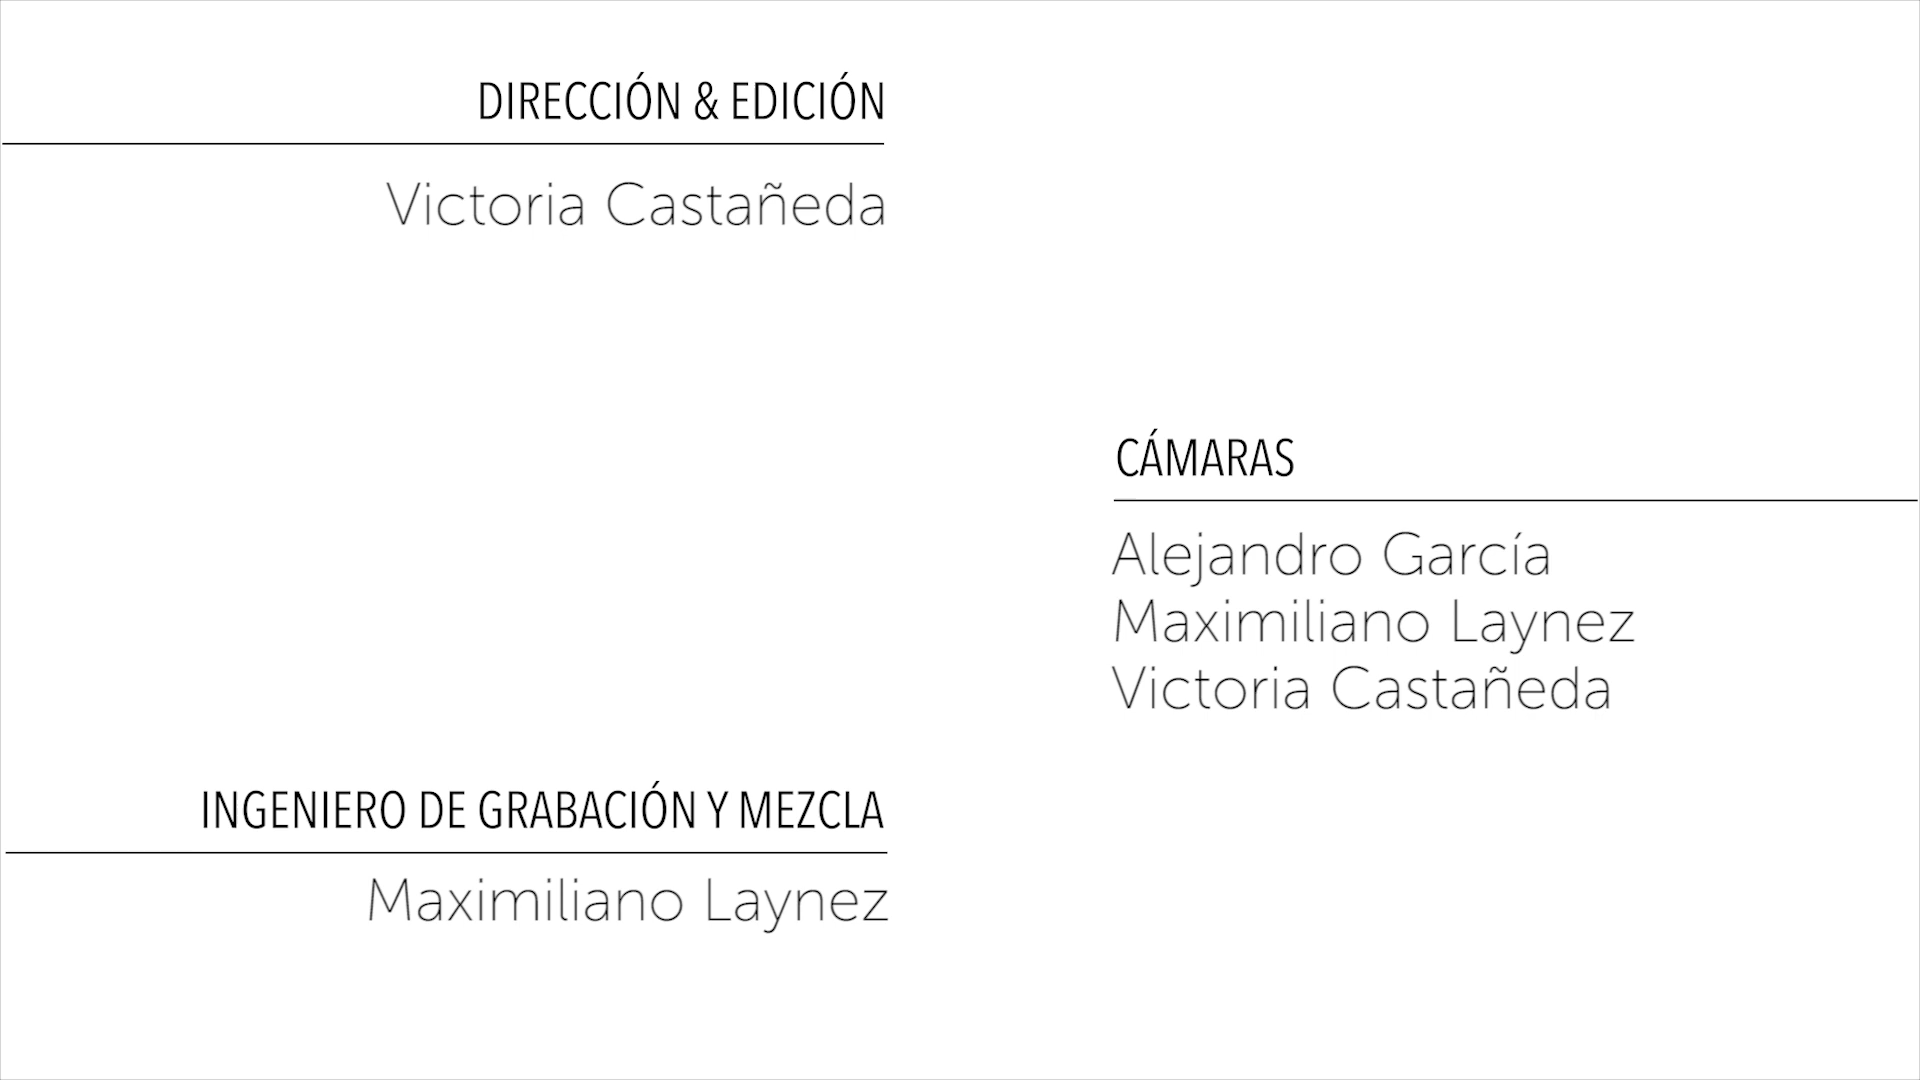 DIRECCIÓN & EDICIÓN
Victoria Castañeda
CÁMARAS
Alejandro García
Maximiliano Laynez
Victoria Castañeda
INGENIERO DE GRABACIÓN Y MEZCLA
Maximiliano Laynez